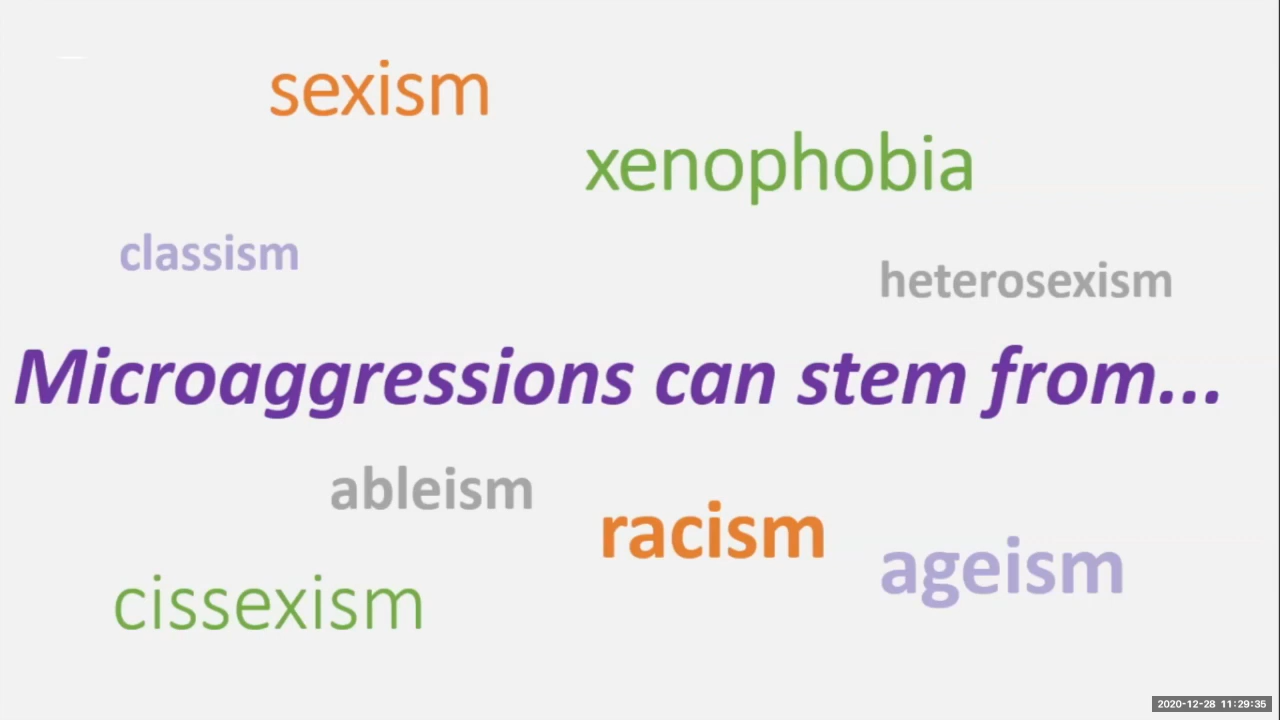 sexism
xenophobia
classism
heterosexism
Microaggressions can stem from...
ableism
racism
ageism
cissexism
2020-12-28 11:29:35